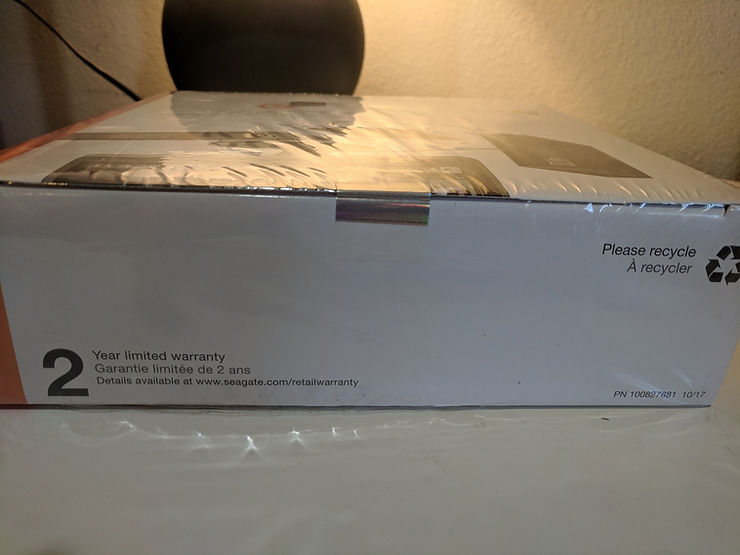 Please recycle
À recycler
2 Year limited warranty
Garantie limitée de 2 ans
Details available at www.seagate.com/retailwarranty
PN 100827881 10/17